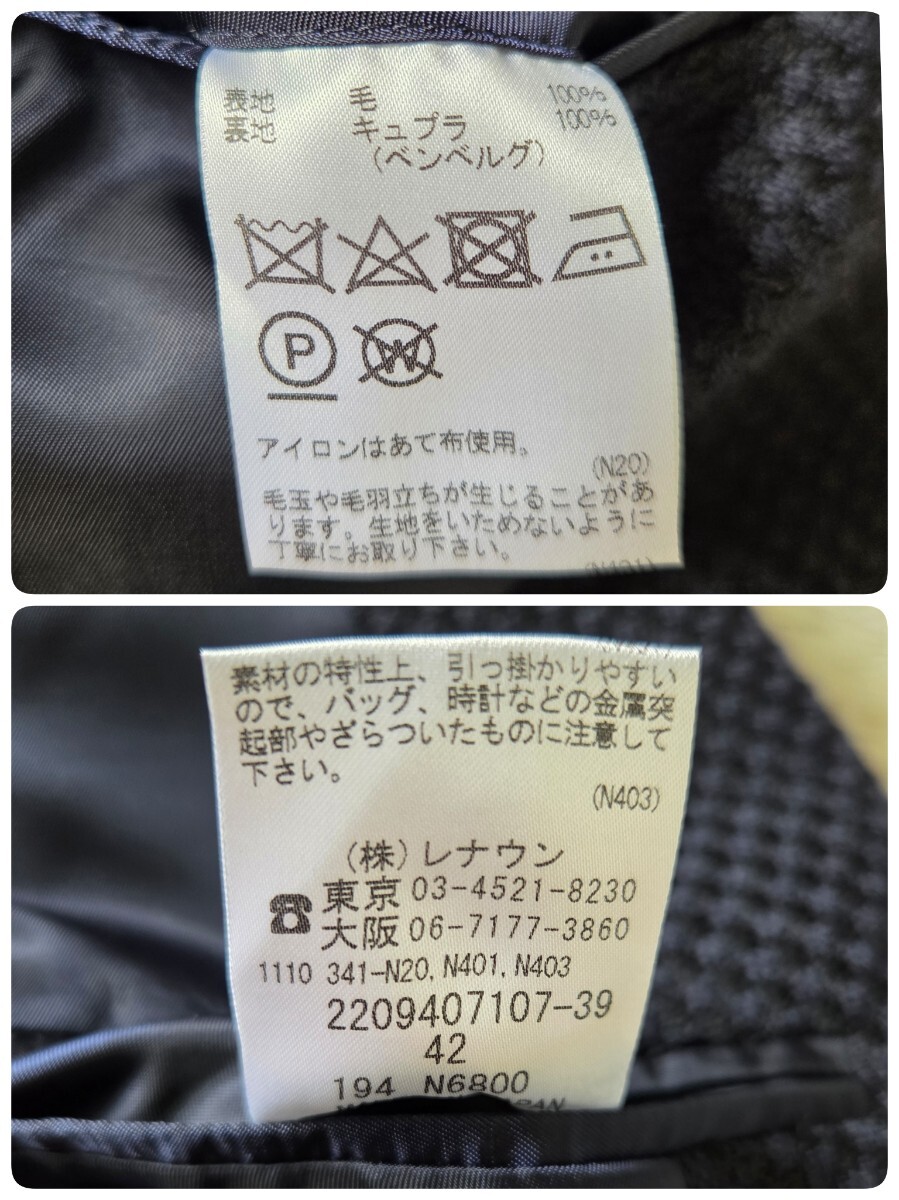 表地 毛 100%
裏地 キュプラ 100%
(ベンベルグ)
P
W
アイロンはあて布使用。
(N20)
毛玉や毛羽立ちが生じることがあ
ります。生地をいためないように
丁寧にお取り下さい。
(N401)
素材の特性上、引っ掛かりやすい
ので、バッグ、時計などの金属突
起部やざらついたものに注意して
下さい。
(N403)
(株)レナウン
☎ 東京 03-4521-8230
大阪 06-7177-3860
1110 341-N20, N401, N403
2209407107-39
42
194 N6800